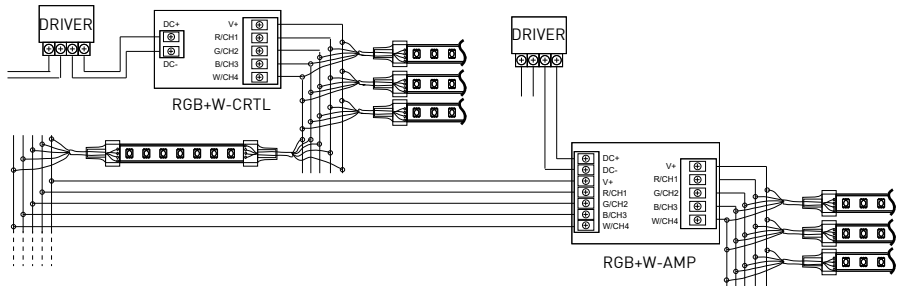 DRIVER
DC+
DC-
V+
R/CH1
G/CH2
B/CH3
W/CH4
RGB+W-CRTL
DRIVER
DC+
DC-
V+
R/CH1
G/CH2
B/CH3
W/CH4
V+
R/CH1
G/CH2
B/CH3
W/CH4
RGB+W-AMP